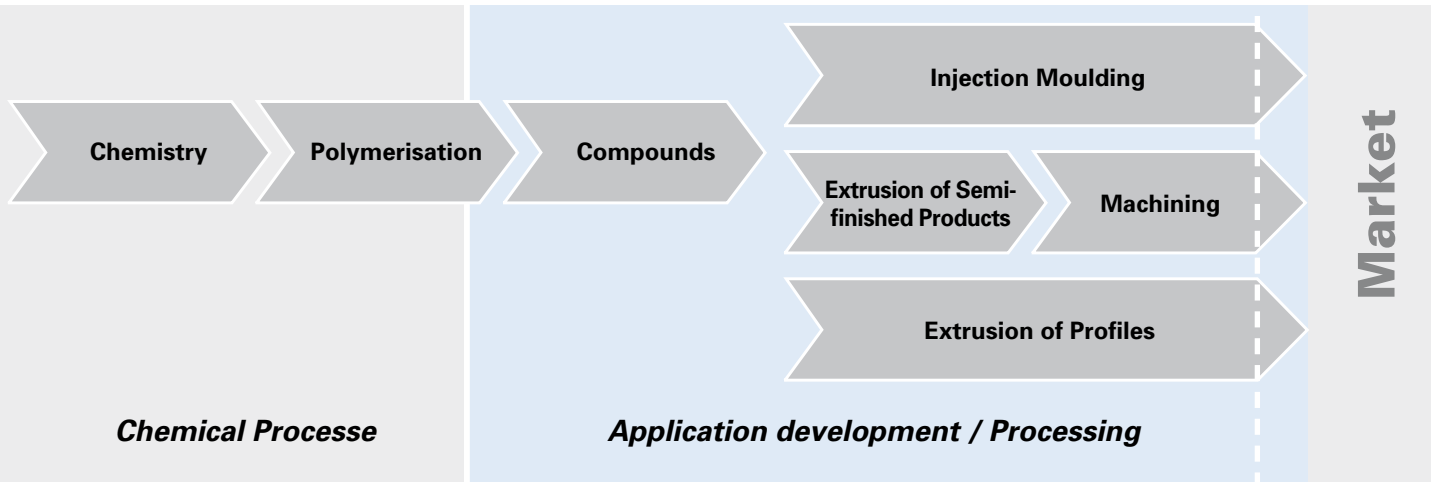 Injection Moulding
Chemistry
Polymerisation
Compounds
Extrusion of Semi-
finished Products
Machining
Extrusion of Profiles
Market
Chemical Processe
Application development / Processing